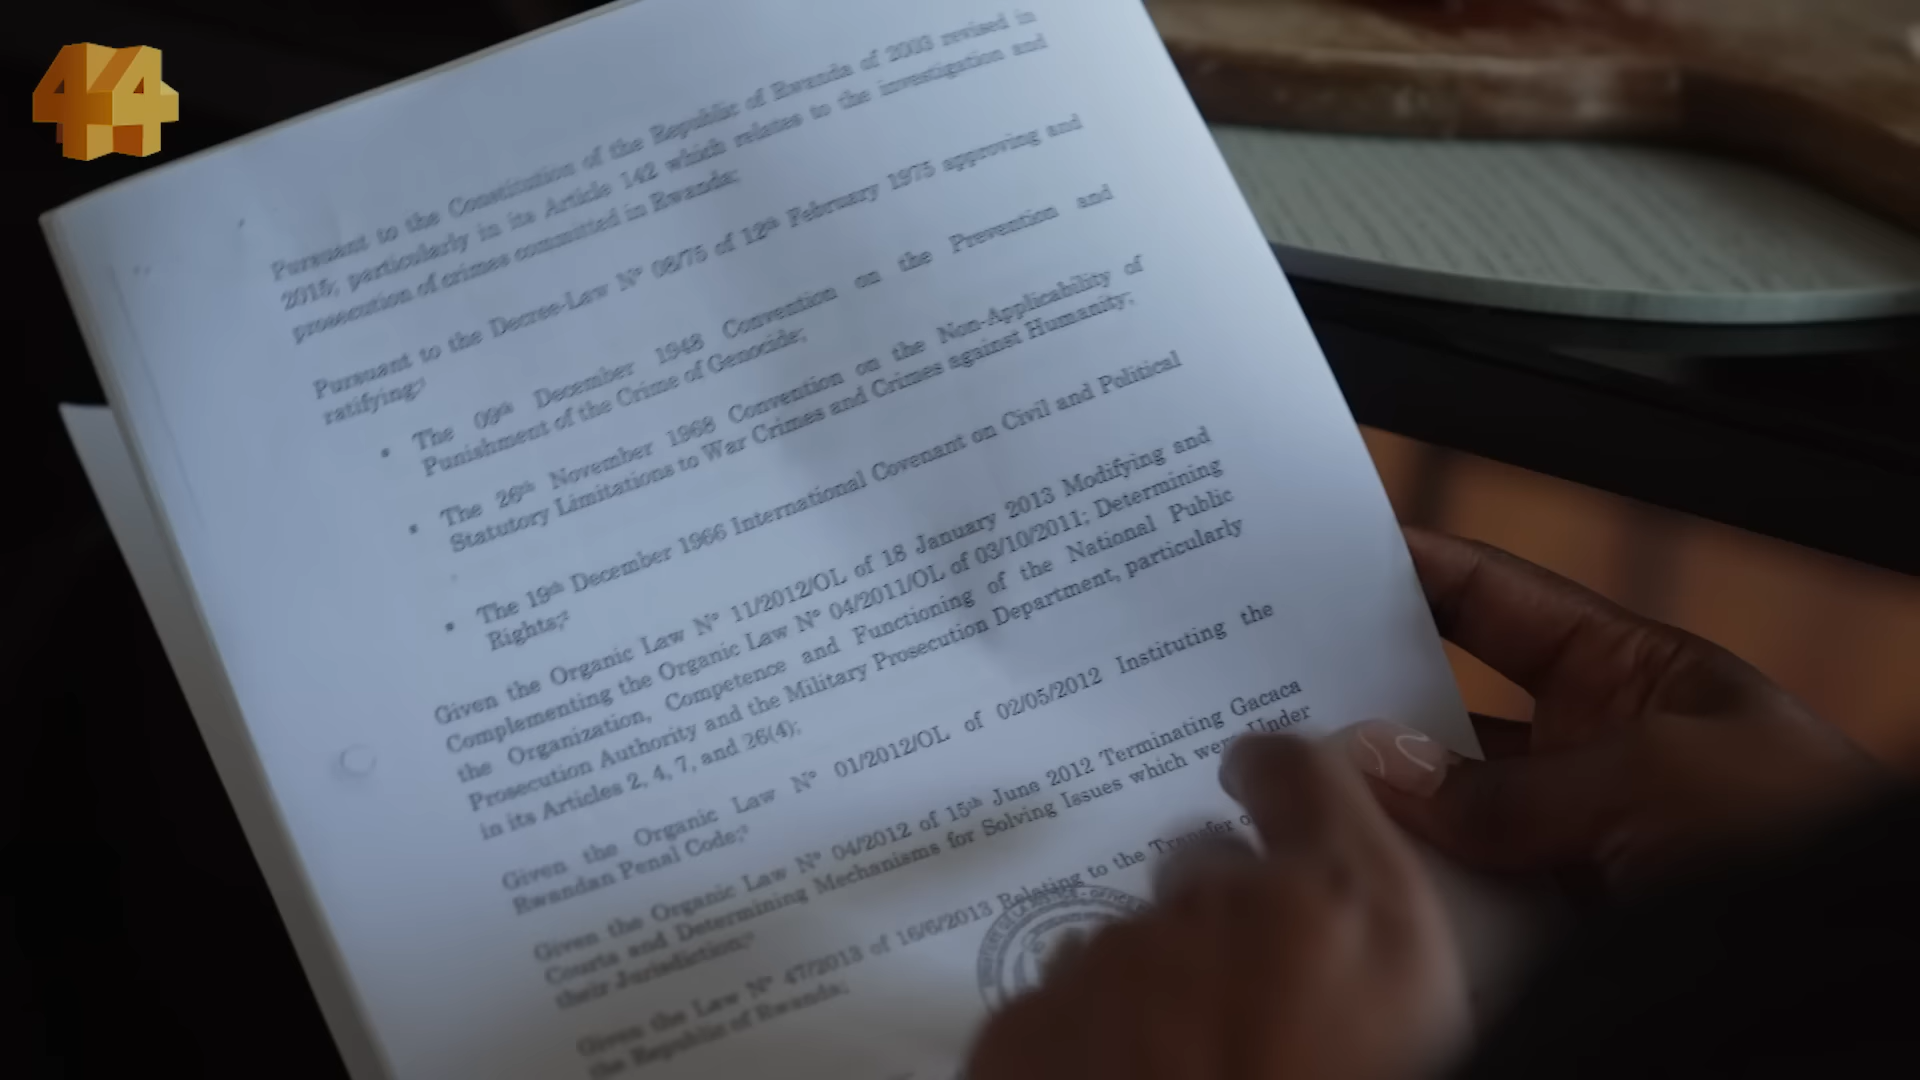 44
Pursuant to the Constitution of the Republic of Rwanda of 2003 revised in
2015; particularly in its Article 142 which relates to the investigation and
prosecution of crimes committed in Rwanda;
Pursuant to the Decree-Law N° 08/75 of 12th February 1975 approving and
ratifying:
• The 09th December 1948 Convention on the Prevention and
Punishment of the Crime of Genocide;
• The 26th November 1968 Convention on the Non-Applicability of
Statutory Limitations to War Crimes and Crimes against Humanity;
• The 19th December 1966 International Covenant on Civil and Political
Rights;
Given the Organic Law N° 11/2012/OL of 18 January 2013 Modifying and
Complementing the Organic Law N° 04/2011/OL of 03/10/2011; Determining
the Organization, Competence and Functioning of the National Public
Prosecution Authority and the Military Prosecution Department, particularly
in its Articles 2, 4, 7, and 26(4);
Given the Organic Law N° 01/2012/OL of 02/05/2012 Instituting the
Rwandan Penal Code;
Given the Organic Law N° 04/2012 of 15th June 2012 Terminating Gacaca
Courts and Determining Mechanisms for Solving Issues which were Under
their Jurisdiction;
Given the Law N° 47/2013 of 16/6/2013 Relating to the Transfer
the Republic of Rwanda;